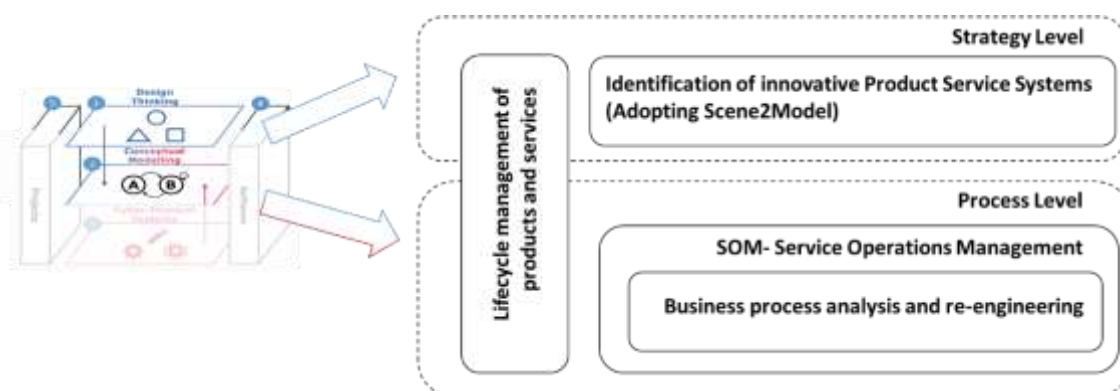 Design
Thinking
Conceptual
Modelling
A
B
Strategy Level
Identification of innovative Product Service Systems
(Adopting Scene2Model)
Lifecycle management of
products and services
Process Level
SOM- Service Operations Management
Business process analysis and re-engineering